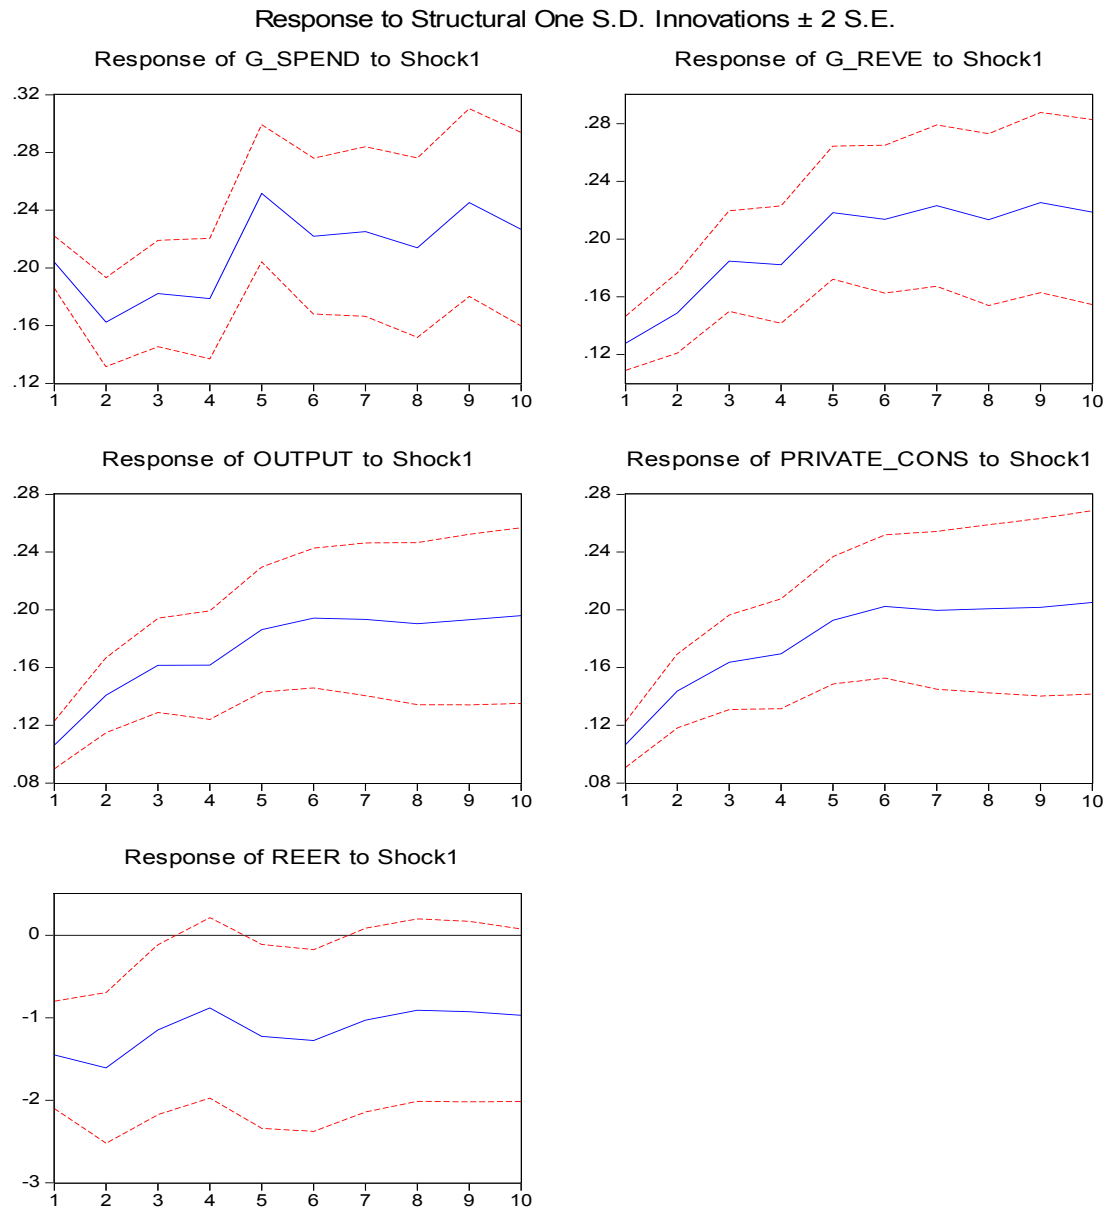 Response to Structural One S.D. Innovations ± 2 S.E.
Response of G_SPEND to Shock1
.32
.28
.24
.20
.16
.12
1 2 3 4 5 6 7 8 9 10
Response of G_REVE to Shock1
.28
.24
.20
.16
.12
1 2 3 4 5 6 7 8 9 10
Response of OUTPUT to Shock1
.28
.24
.20
.16
.12
.08
1 2 3 4 5 6 7 8 9 10
Response of PRIVATE_CONS to Shock1
.28
.24
.20
.16
.12
.08
1 2 3 4 5 6 7 8 9 10
Response of REER to Shock1
0
-1
-2
-3
1 2 3 4 5 6 7 8 9 10